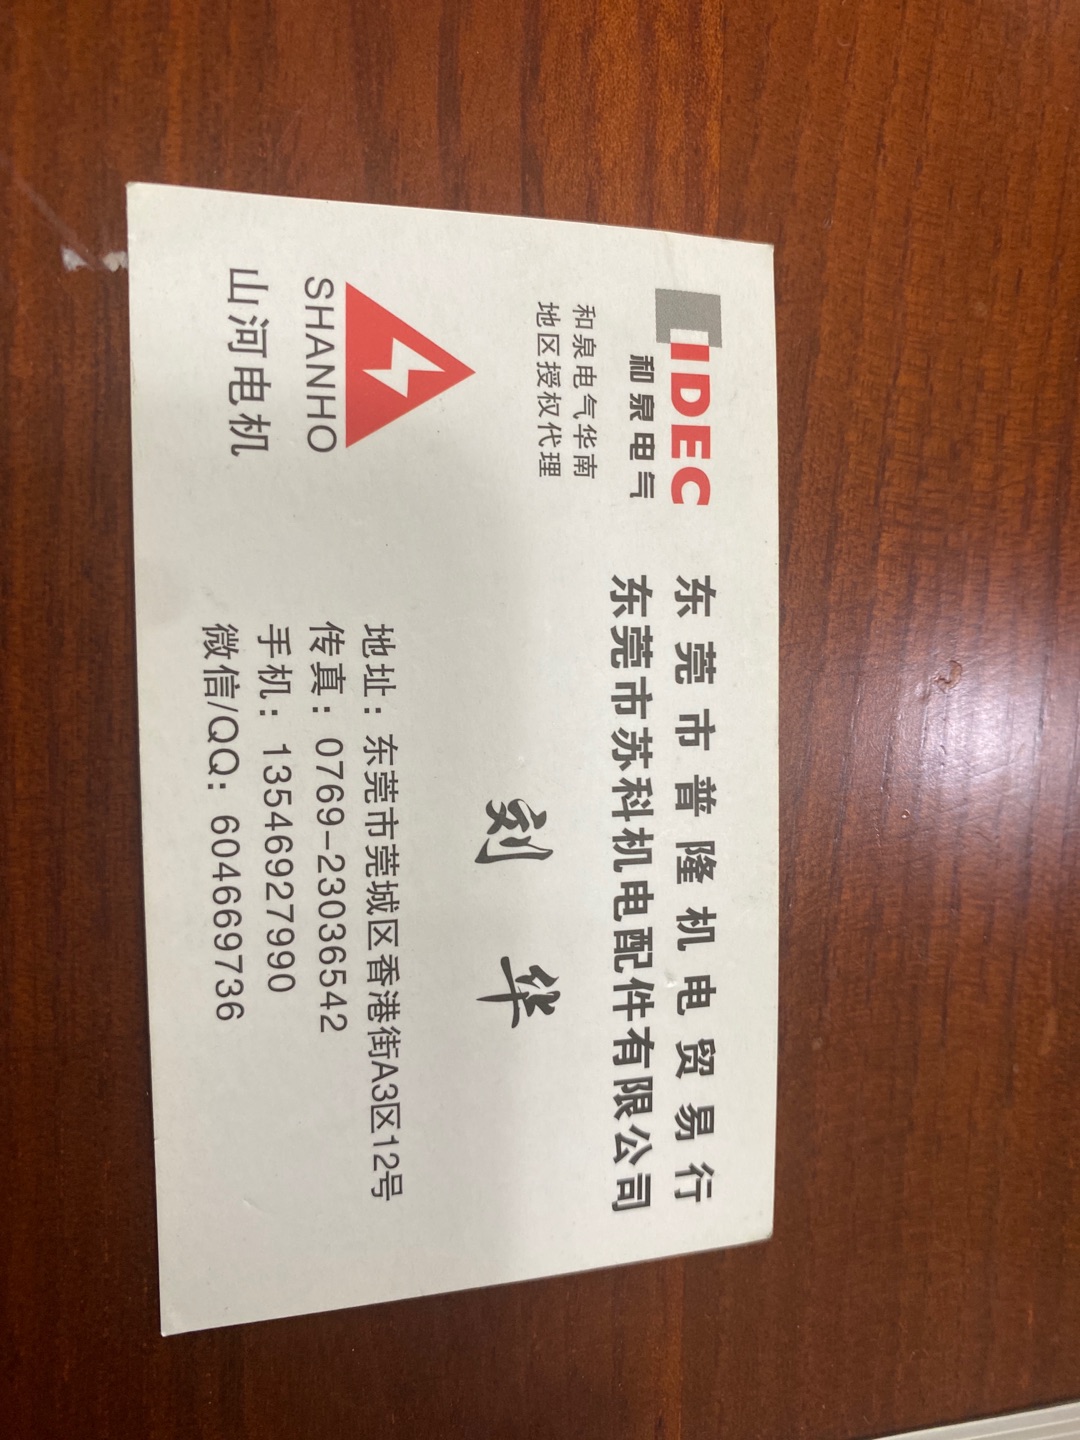 IDEC
和泉电气
和泉电气华南
地区授权代理
SHANHO
山河电机
东莞市普隆机电贸易行
东莞市苏科机电配件有限公司
刘华
地址：东莞市莞城区香港街A3区12号
传真：0769-23036542
手机：13546927990
微信/QQ：604669736